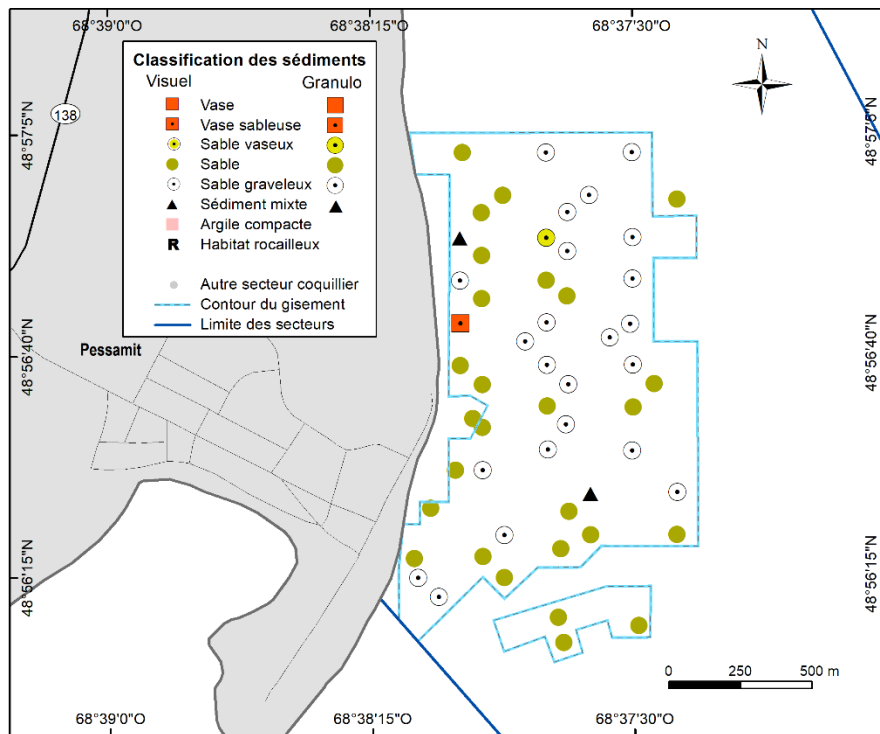 68°39'0"O 68°38'15"O 68°37'30"O
N
Classification des sédiments
Visuel Granulo
Vase
Vase sableuse
Sable vaseux
Sable
Sable graveleux
Sédiment mixte
Argile compacte
R Habitat rocailleux
Autre secteur coquillier
Contour du gisement
Limite des secteurs
138
48°57'5"N 48°57'5"N
Pessamit
48°56'40"N 48°56'40"N
48°56'15"N 48°56'15"N
0 250 500 m
68°39'0"O 68°38'15"O 68°37'30"O